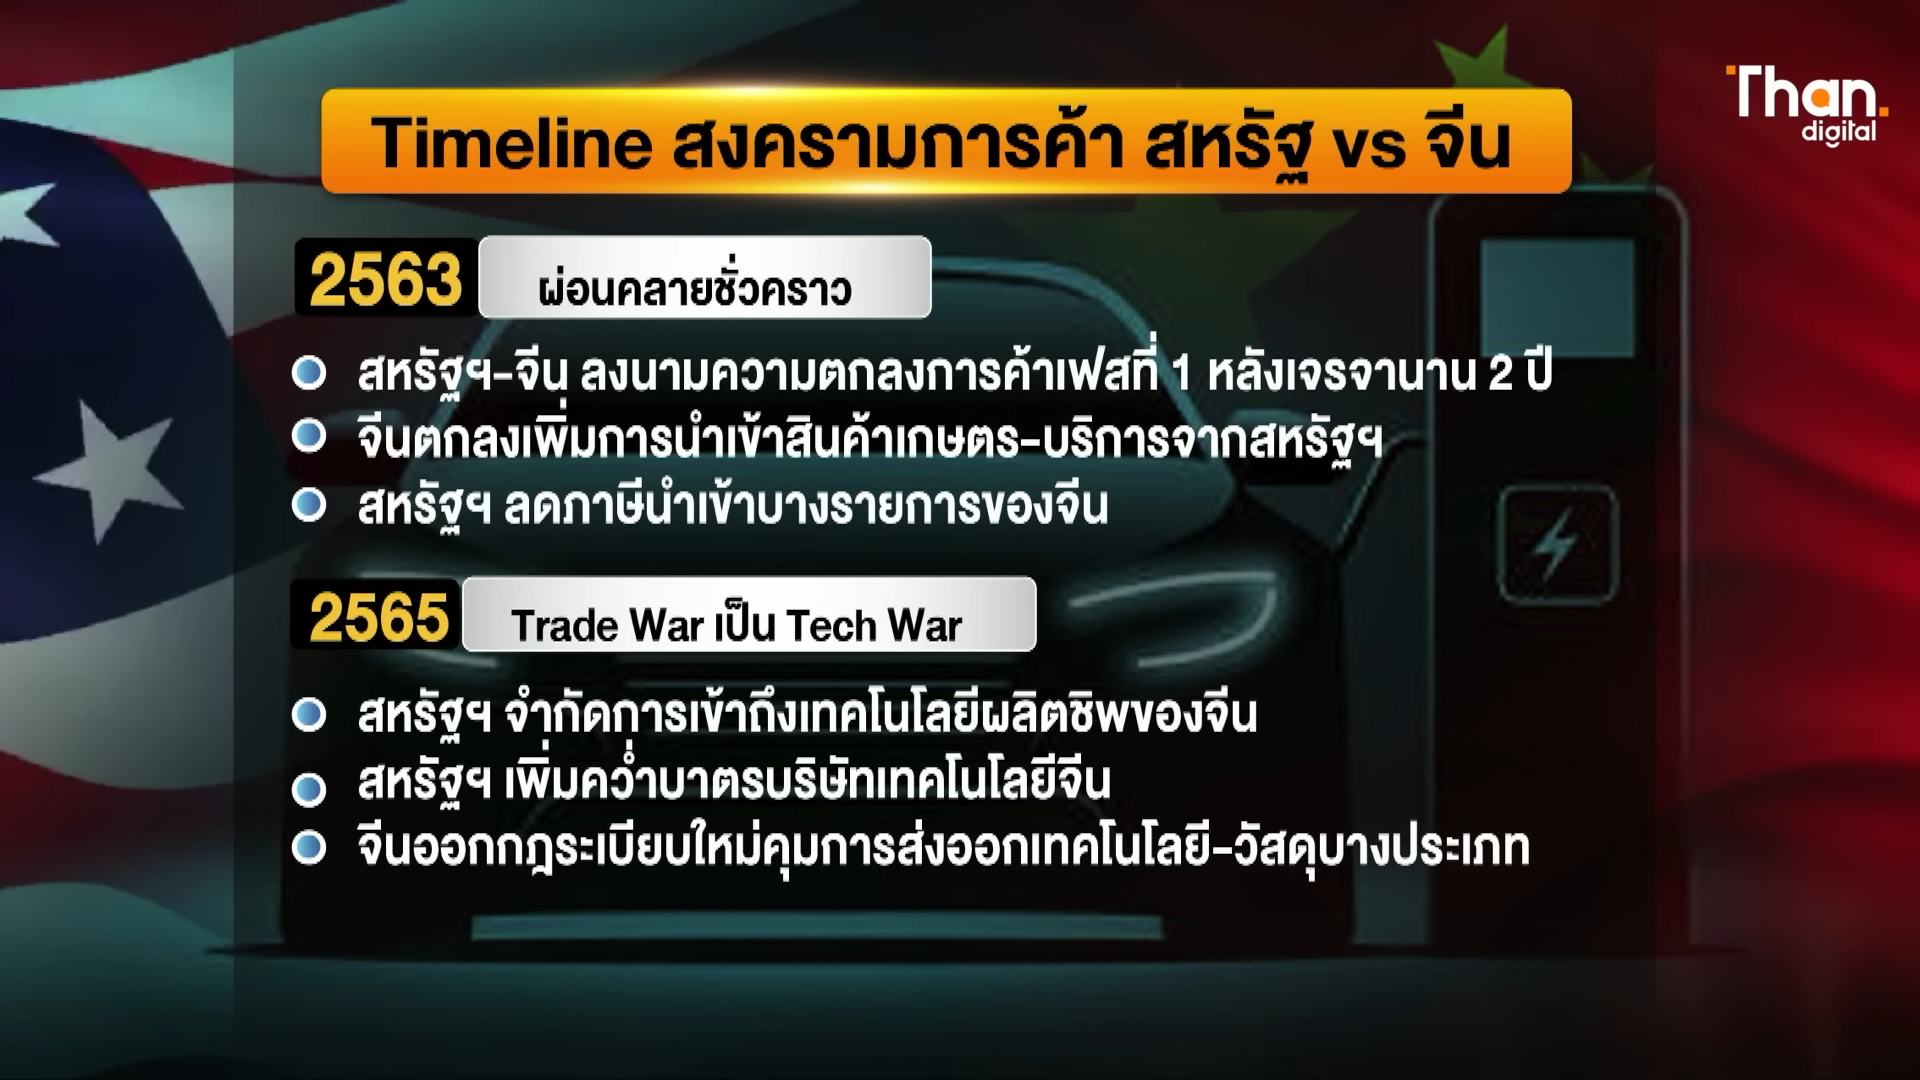 Than.
digital
Timeline สงครามการค้า สหรัฐ vs จีน
2563 ผ่อนคลายชั่วคราว
สหรัฐฯ-จีน ลงนามความตกลงการค้าเฟสที่ 1 หลังเจรจานาน 2 ปี
จีนตกลงเพิ่มการนำเข้าสินค้าเกษตร-บริการจากสหรัฐฯ
สหรัฐฯ ลดภาษีนำเข้าบางรายการของจีน
2565 Trade War เป็น Tech War
สหรัฐฯ จำกัดการเข้าถึงเทคโนโลยีผลิตชิพของจีน
สหรัฐฯ เพิ่มคว่ำบาตรบริษัทเทคโนโลยีจีน
จีนออกกฎระเบียบใหม่คุมการส่งออกเทคโนโลยี-วัสดุบางประเภท